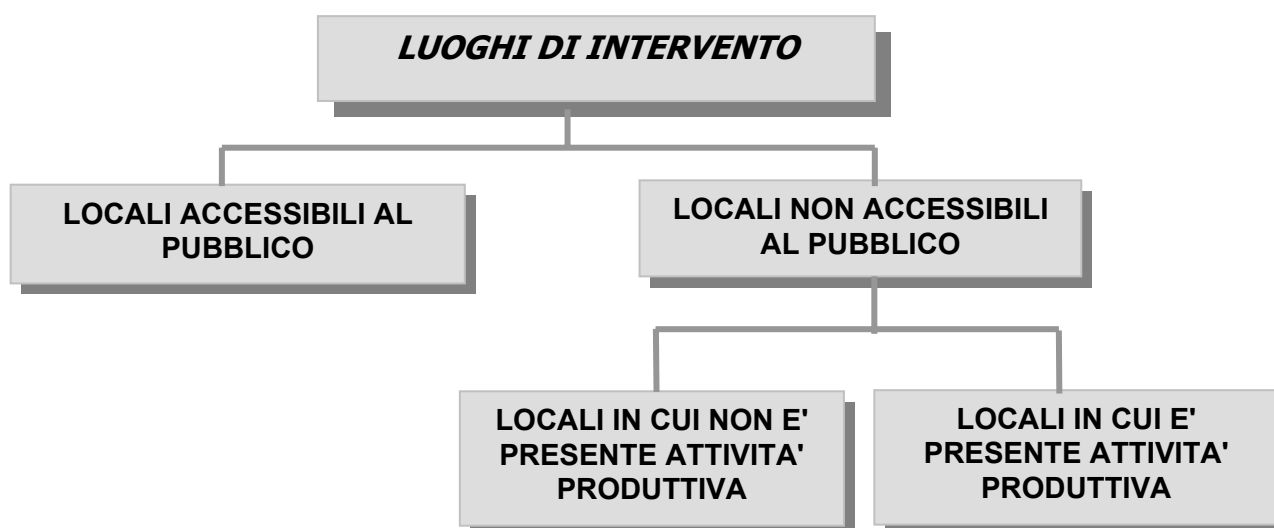 LUOGHI DI INTERVENTO
LOCALI ACCESSIBILI AL
PUBBLICO
LOCALI NON ACCESSIBILI
AL PUBBLICO
LOCALI IN CUI NON E'
PRESENTE ATTIVITA'
PRODUTTIVA
LOCALI IN CUI E'
PRESENTE ATTIVITA'
PRODUTTIVA